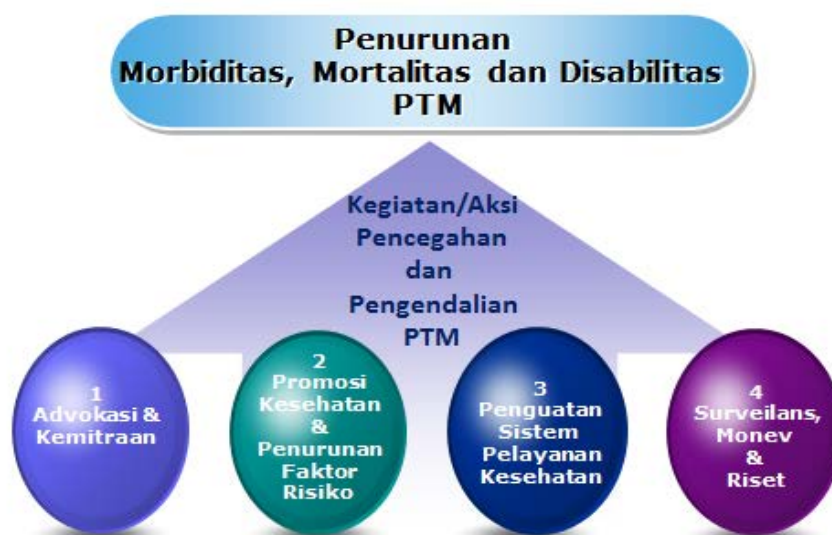 Penurunan
Morbiditas, Mortalitas dan Disabilitas
PTM
Kegiatan/Aksi
Pencegahan
dan
Pengendalian
PTM
1
Advokasi &
Kemitraan
2
Promosi
Kesehatan
&
Penurunan
Faktor
Risiko
3
Penguatan
Sistem
Pelayanan
Kesehatan
4
Surveilans,
Monev
&
Riset